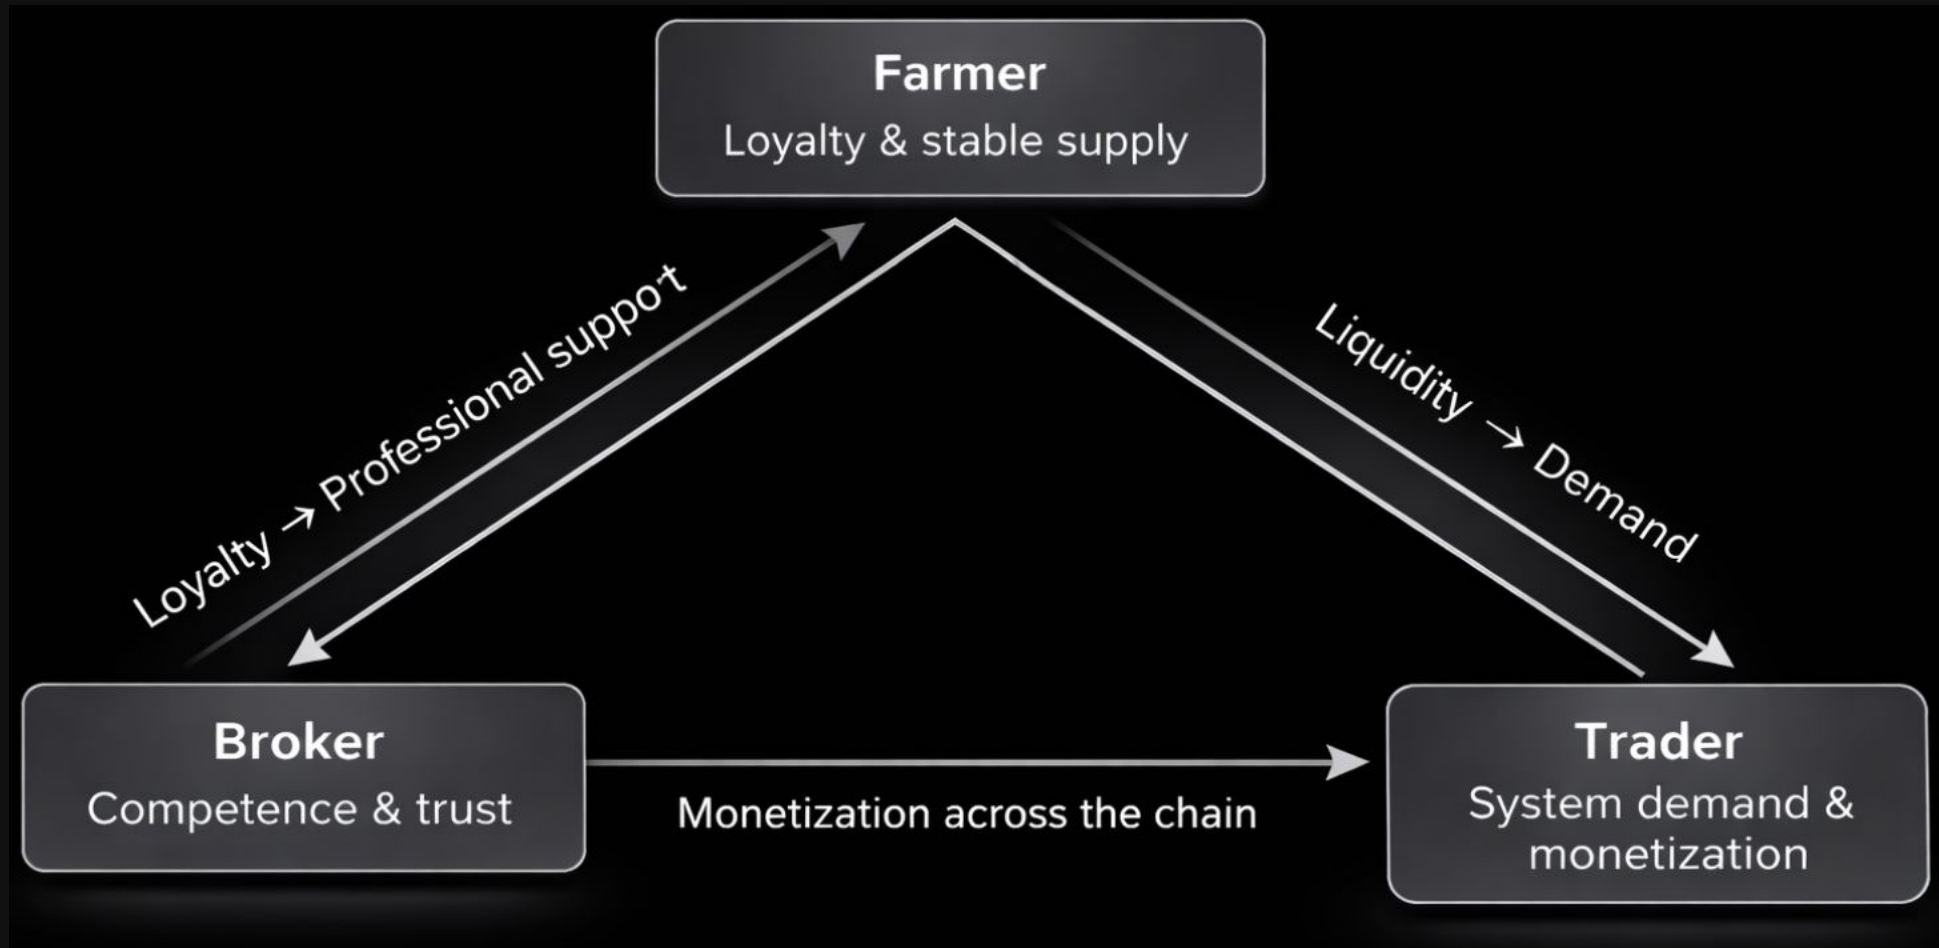 Farmer
Loyalty & stable supply
Loyalty → Professional support
Liquidity → Demand
Broker
Competence & trust
Monetization across the chain
Trader
System demand &
monetization